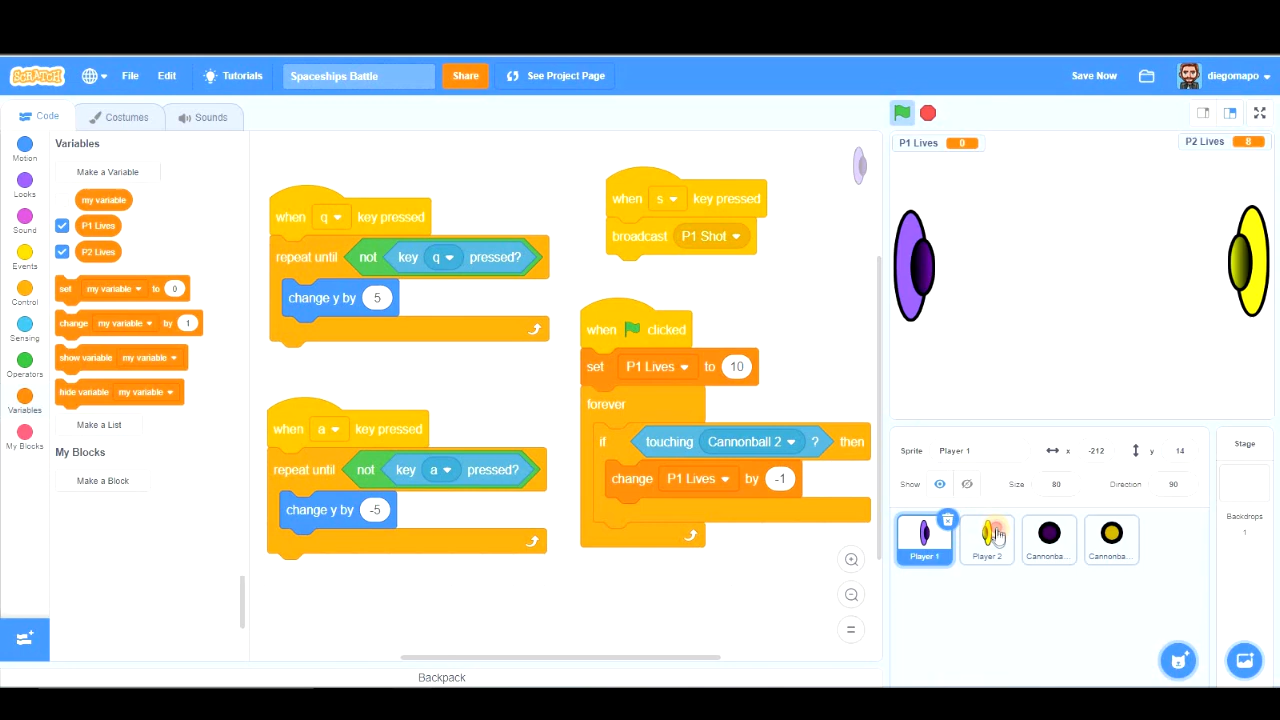 SCRATCH
File
Edit
Tutorials
Spaceships Battle
Share
See Project Page
Save Now
diegomapo
Code
Costumes
Sounds
Motion
Looks
Sound
Events
Control
Sensing
Operators
Variables
My Blocks
Variables
Make a Variable
my variable
P1 Lives
P2 Lives
set my variable to 0
change my variable by 1
show variable my variable
hide variable my variable
Make a List
My Blocks
Make a Block
when q key pressed
repeat until not key q pressed?
change y by 5
when a key pressed
repeat until not key a pressed?
change y by -5
when s key pressed
broadcast P1 Shot
when clicked
set P1 Lives to 10
forever
if touching Cannonball 2 ? then
change P1 Lives by -1
Backpack
P1 Lives 0
P2 Lives 8
Sprite Player 1 x -212 y 14
Show Size 80 Direction 90
Player 1
Player 2
Cannonba...
Cannonba...
Stage
Backdrops
1